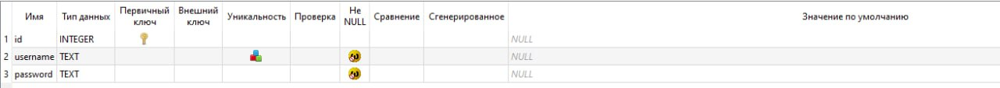 Имя Тип данных Первичный ключ Внешний ключ Уникальность Проверка Не NULL Сравнение Сгенерированное Значение по умолчанию
1 id INTEGER NULL
2 username TEXT NULL
3 password TEXT NULL